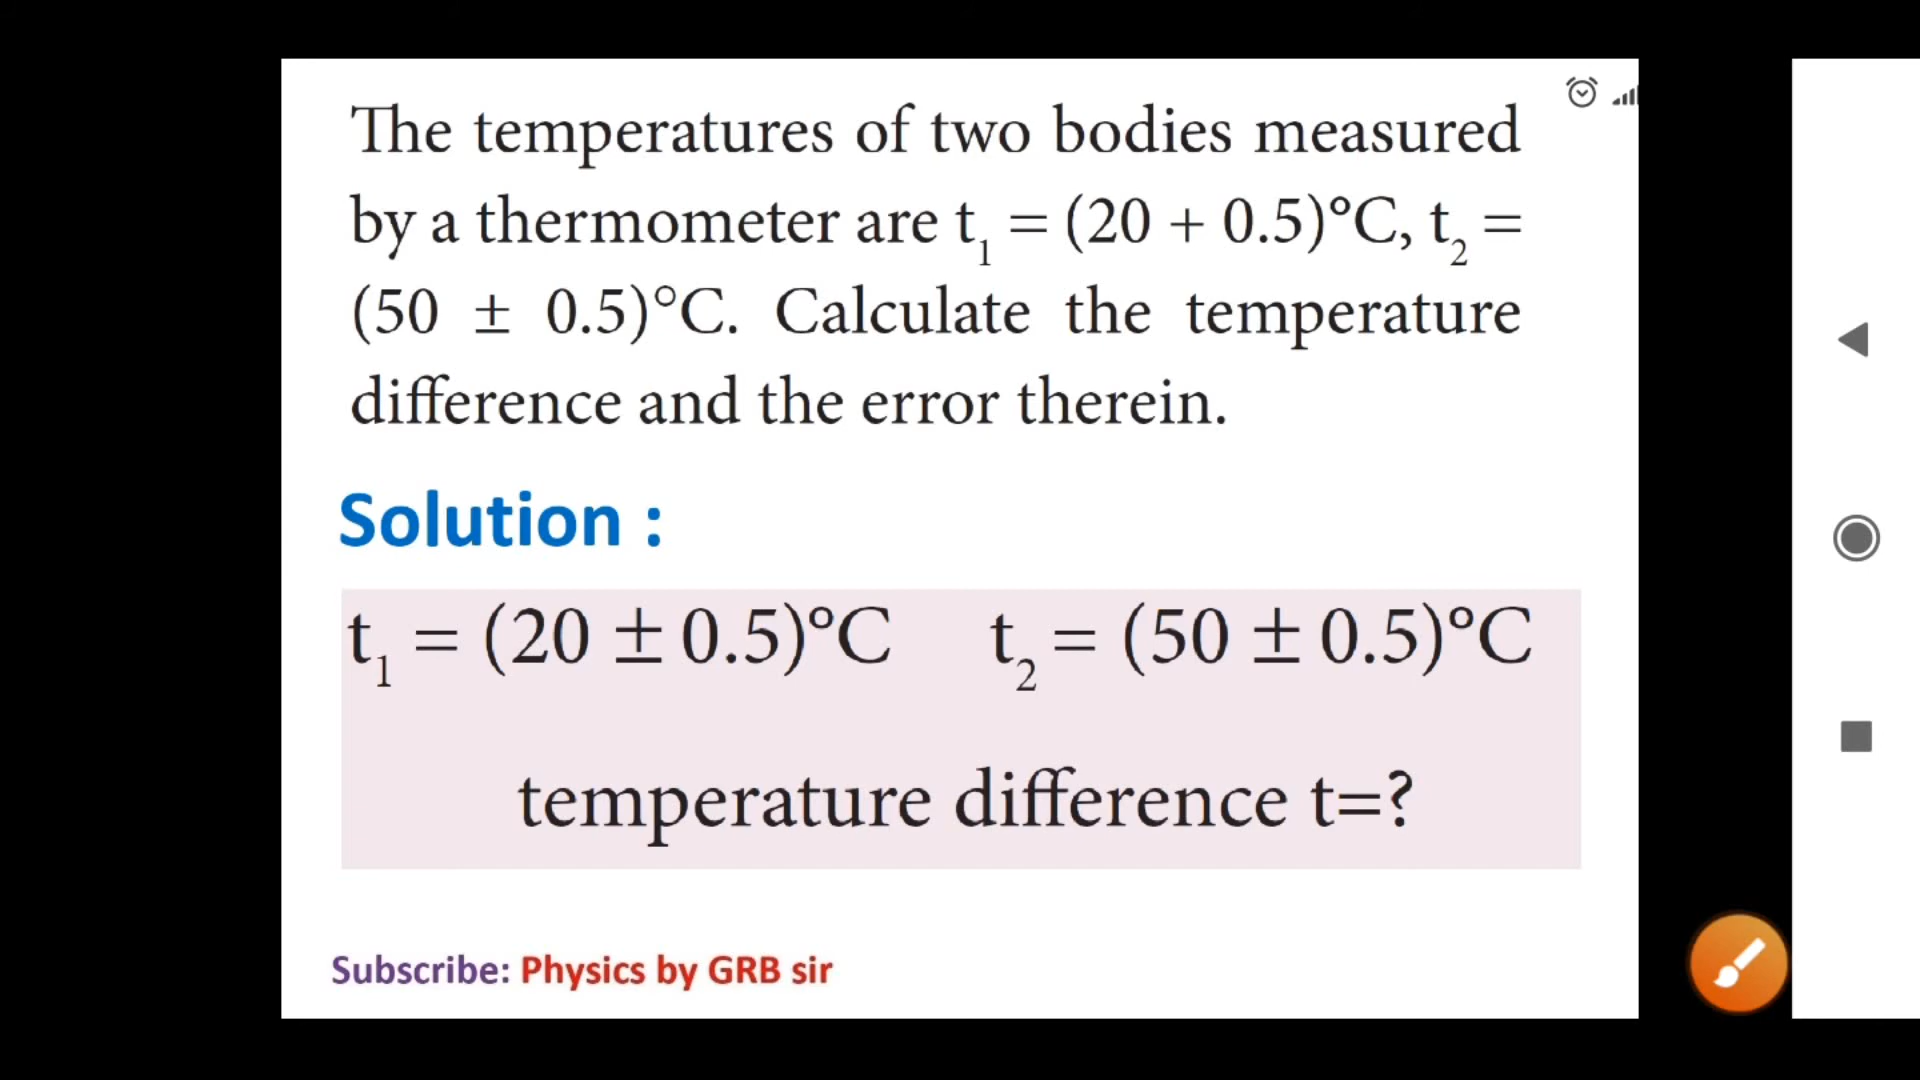 The temperatures of two bodies measured
by a thermometer are t₁ = (20 + 0.5)°C, t₂ =
(50 ± 0.5)°C. Calculate the temperature
difference and the error therein.
Solution :
t₁ = (20 ± 0.5)°C t₂ = (50 ± 0.5)°C
temperature difference t=?
Subscribe: Physics by GRB sir